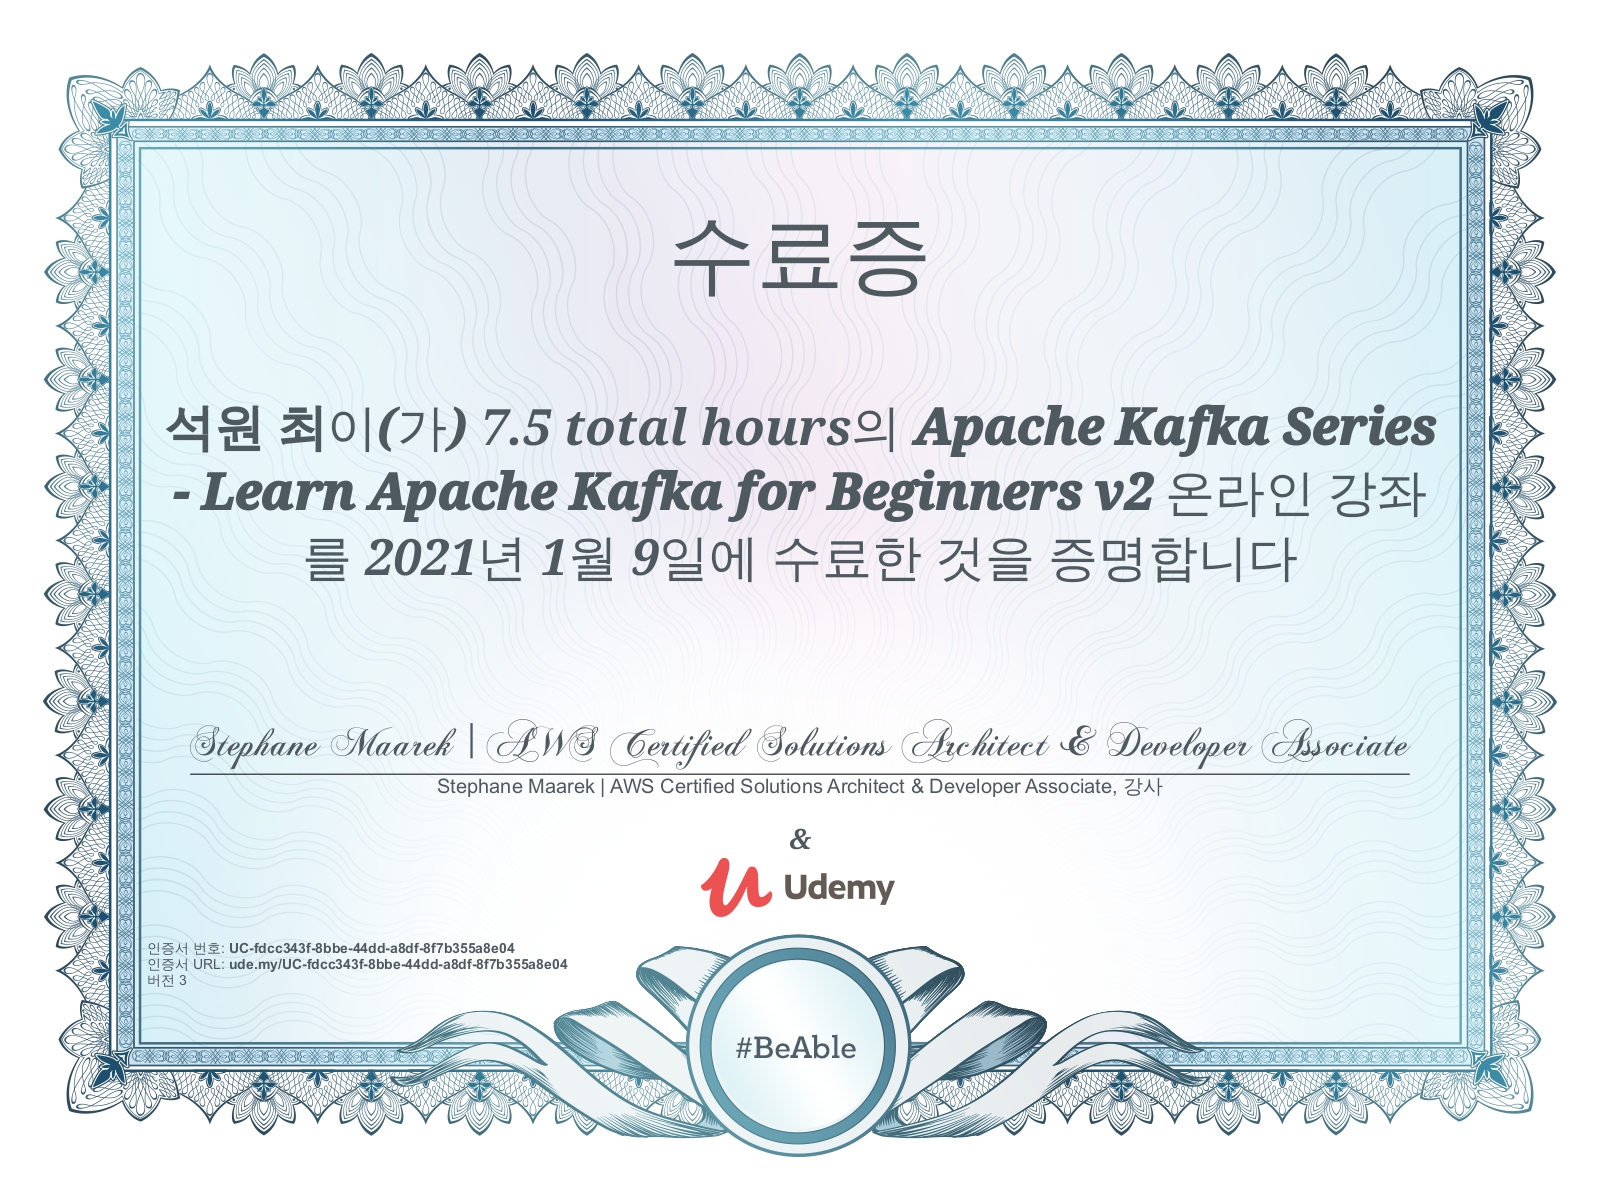 수료증
석원 최이(가) 7.5 total hours의 Apache Kafka Series
- Learn Apache Kafka for Beginners v2 온라인 강좌
를 2021년 1월 9일에 수료한 것을 증명합니다
Stephane Maarek | AWS Certified Solutions Architect & Developer Associate
Stephane Maarek | AWS Certified Solutions Architect & Developer Associate, 강사
&
Udemy
인증서 번호: UC-fdcc343f-8bbe-44dd-a8df-8f7b355a8e04
인증서 URL: ude.my/UC-fdcc343f-8bbe-44dd-a8df-8f7b355a8e04
버전 3
#BeAble